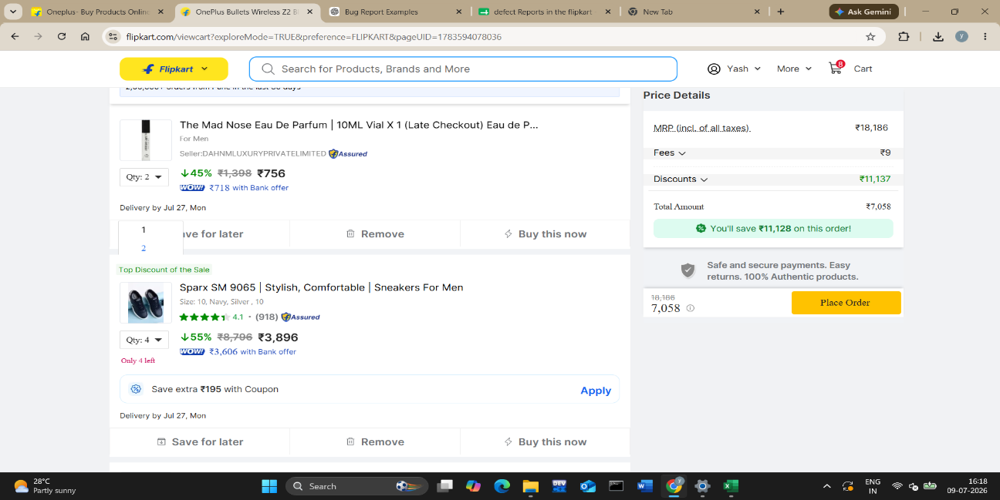 Oneplus- Buy Products Online
OnePlus Bullets Wireless Z2 B
Bug Report Examples
defect Reports in the flipkart
New Tab
Ask Gemini
flipkart.com/viewcart?exploreMode=TRUE&preference=FLIPKART&pageUID=1783594078036
y
Flipkart
Search for Products, Brands and More
Yash
More
8
Cart
The Mad Nose Eau De Parfum | 10ML Vial X 1 (Late Checkout) Eau de P...
For Men
Seller:DAHNMLUXURYPRIVATELIMITED Assured
Qty: 2
↓45% ₹1,398 ₹756
WOW! ₹718 with Bank offer
Delivery by Jul 27, Mon
1
2
ve for later
Remove
Buy this now
Top Discount of the Sale
Sparx SM 9065 | Stylish, Comfortable | Sneakers For Men
Size: 10, Navy, Silver , 10
4.1 · (918) Assured
Qty: 4
↓55% ₹8,796 ₹3,896
WOW! ₹3,606 with Bank offer
Only 4 left
Save extra ₹195 with Coupon
Apply
Delivery by Jul 27, Mon
Save for later
Remove
Buy this now
Price Details
MRP (incl. of all taxes)
₹18,186
Fees
₹9
Discounts
₹11,137
Total Amount
₹7,058
You'll save ₹11,128 on this order!
Safe and secure payments. Easy
returns. 100% Authentic products.
18,186
7,058
Place Order
28°C
Partly sunny
Search
DEV
ENG
IN
16:18
09-07-2026